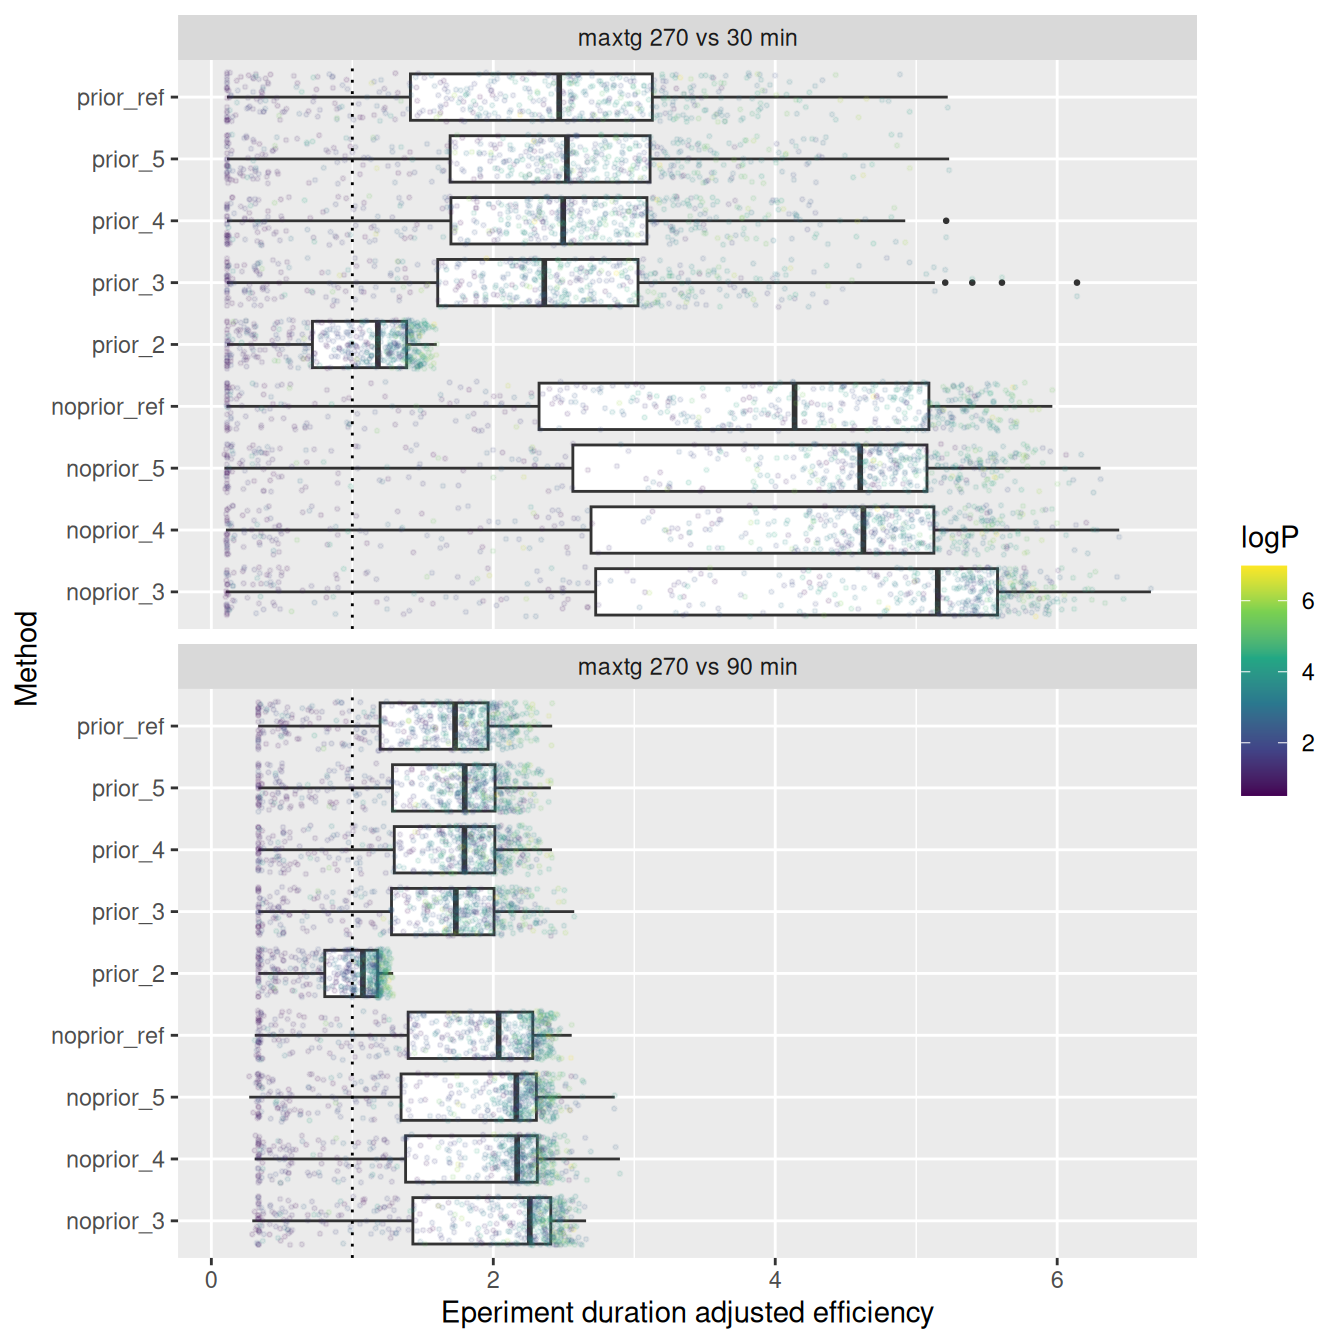 maxtg 270 vs 30 min
prior_ref
prior_5
prior_4
prior_3
prior_2
noprior_ref
noprior_5
noprior_4
noprior_3
maxtg 270 vs 90 min
prior_ref
prior_5
prior_4
prior_3
prior_2
noprior_ref
noprior_5
noprior_4
noprior_3
0 2 4 6
Eperiment duration adjusted efficiency
Method
logP
6
4
2